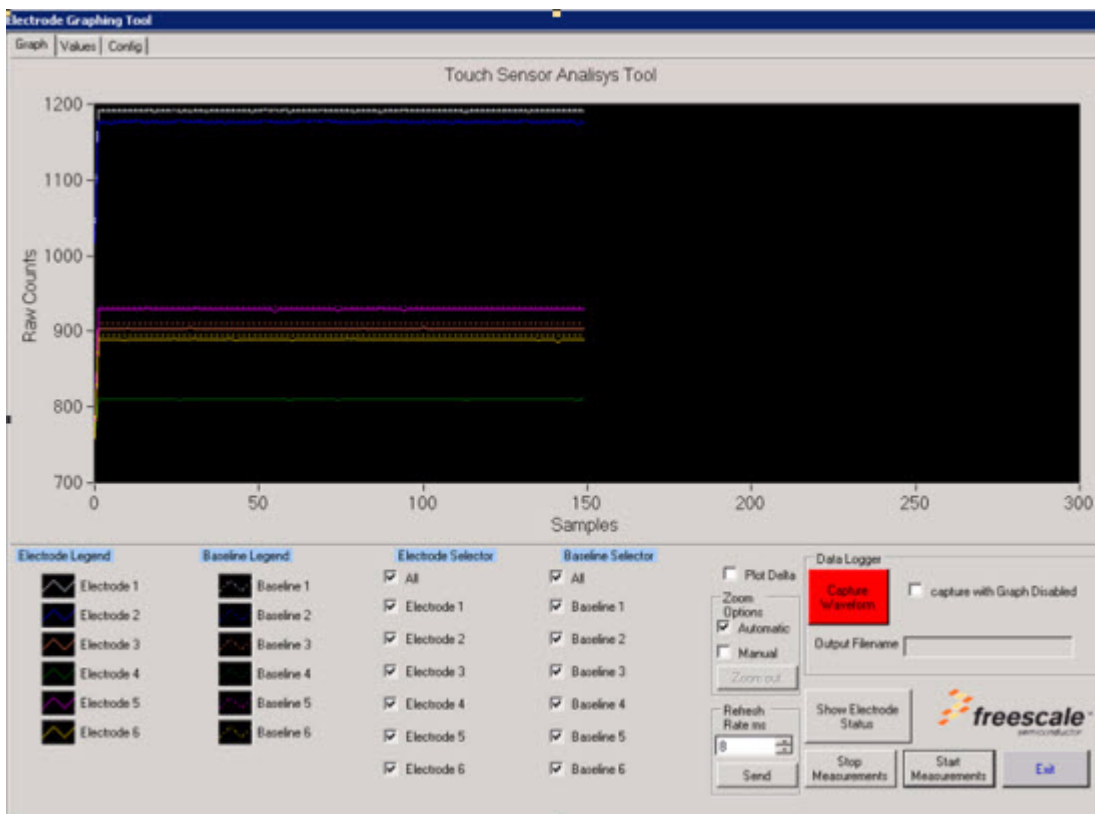 Electrode Graphing Tool
Graph Values Config
Touch Sensor Analisys Tool
1200
1100
1000
900
800
700
Raw Counts
0 50 100 150 200 250 300
Samples
Electrode Legend
Electrode 1
Electrode 2
Electrode 3
Electrode 4
Electrode 5
Electrode 6
Baseline Legend
Baseline 1
Baseline 2
Baseline 3
Baseline 4
Baseline 5
Baseline 6
Electrode Selector
All
Electrode 1
Electrode 2
Electrode 3
Electrode 4
Electrode 5
Electrode 6
Baseline Selector
All
Baseline 1
Baseline 2
Baseline 3
Baseline 4
Baseline 5
Baseline 6
Plot Delta
Zoom
Options
Automatic
Manual
Zoom out
Refresh
Rate ms
8
Send
Data Logger
Capture
Waveform
capture with Graph Disabled
Output Filename
Show Electrode
Status
freescale
semiconductor
Stop
Measurements
Start
Measurements
Exit